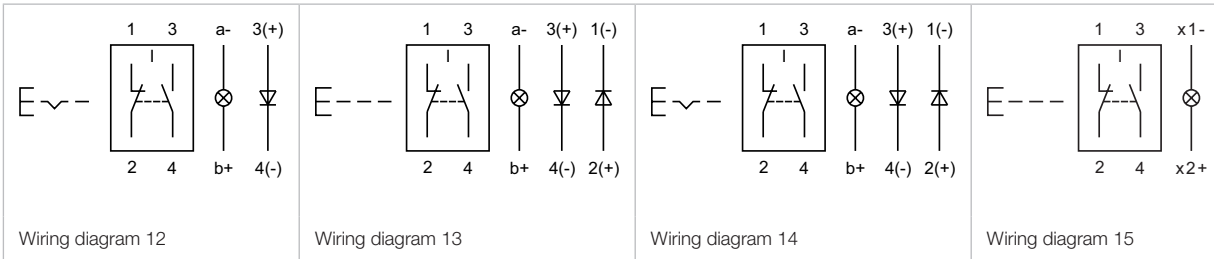 1 3 a- 3(+)
2 4 b+ 4(-)
Wiring diagram 12
1 3 a- 3(+) 1(-)
I
2 4 b+ 4(-) 2(+)
Wiring diagram 13
1 3 a- 3(+) 1(-)
I
2 4 b+ 4(-) 2(+)
Wiring diagram 14
1 3 x1-
I
2 4 x2+
Wiring diagram 15